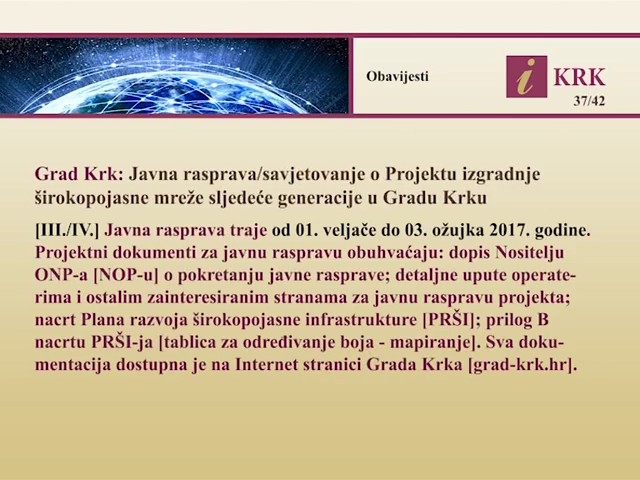 Obavijesti
i KRK
37/42
Grad Krk: Javna rasprava/savjetovanje o Projektu izgradnje
širokopojasne mreže sljedeće generacije u Gradu Krku
[III./IV.] Javna rasprava traje od 01. veljače do 03. ožujka 2017. godine.
Projektni dokumenti za javnu raspravu obuhvaćaju: dopis Nositelju
ONP-a [NOP-u] o pokretanju javne rasprave; detaljne upute operate-
rima i ostalim zainteresiranim stranama za javnu raspravu projekta;
nacrt Plana razvoja širokopojasne infrastrukture [PRŠI]; prilog B
nacrtu PRŠI-ja [tablica za određivanje boja - mapiranje]. Sva doku-
mentacija dostupna je na Internet stranici Grada Krka [grad-krk.hr].